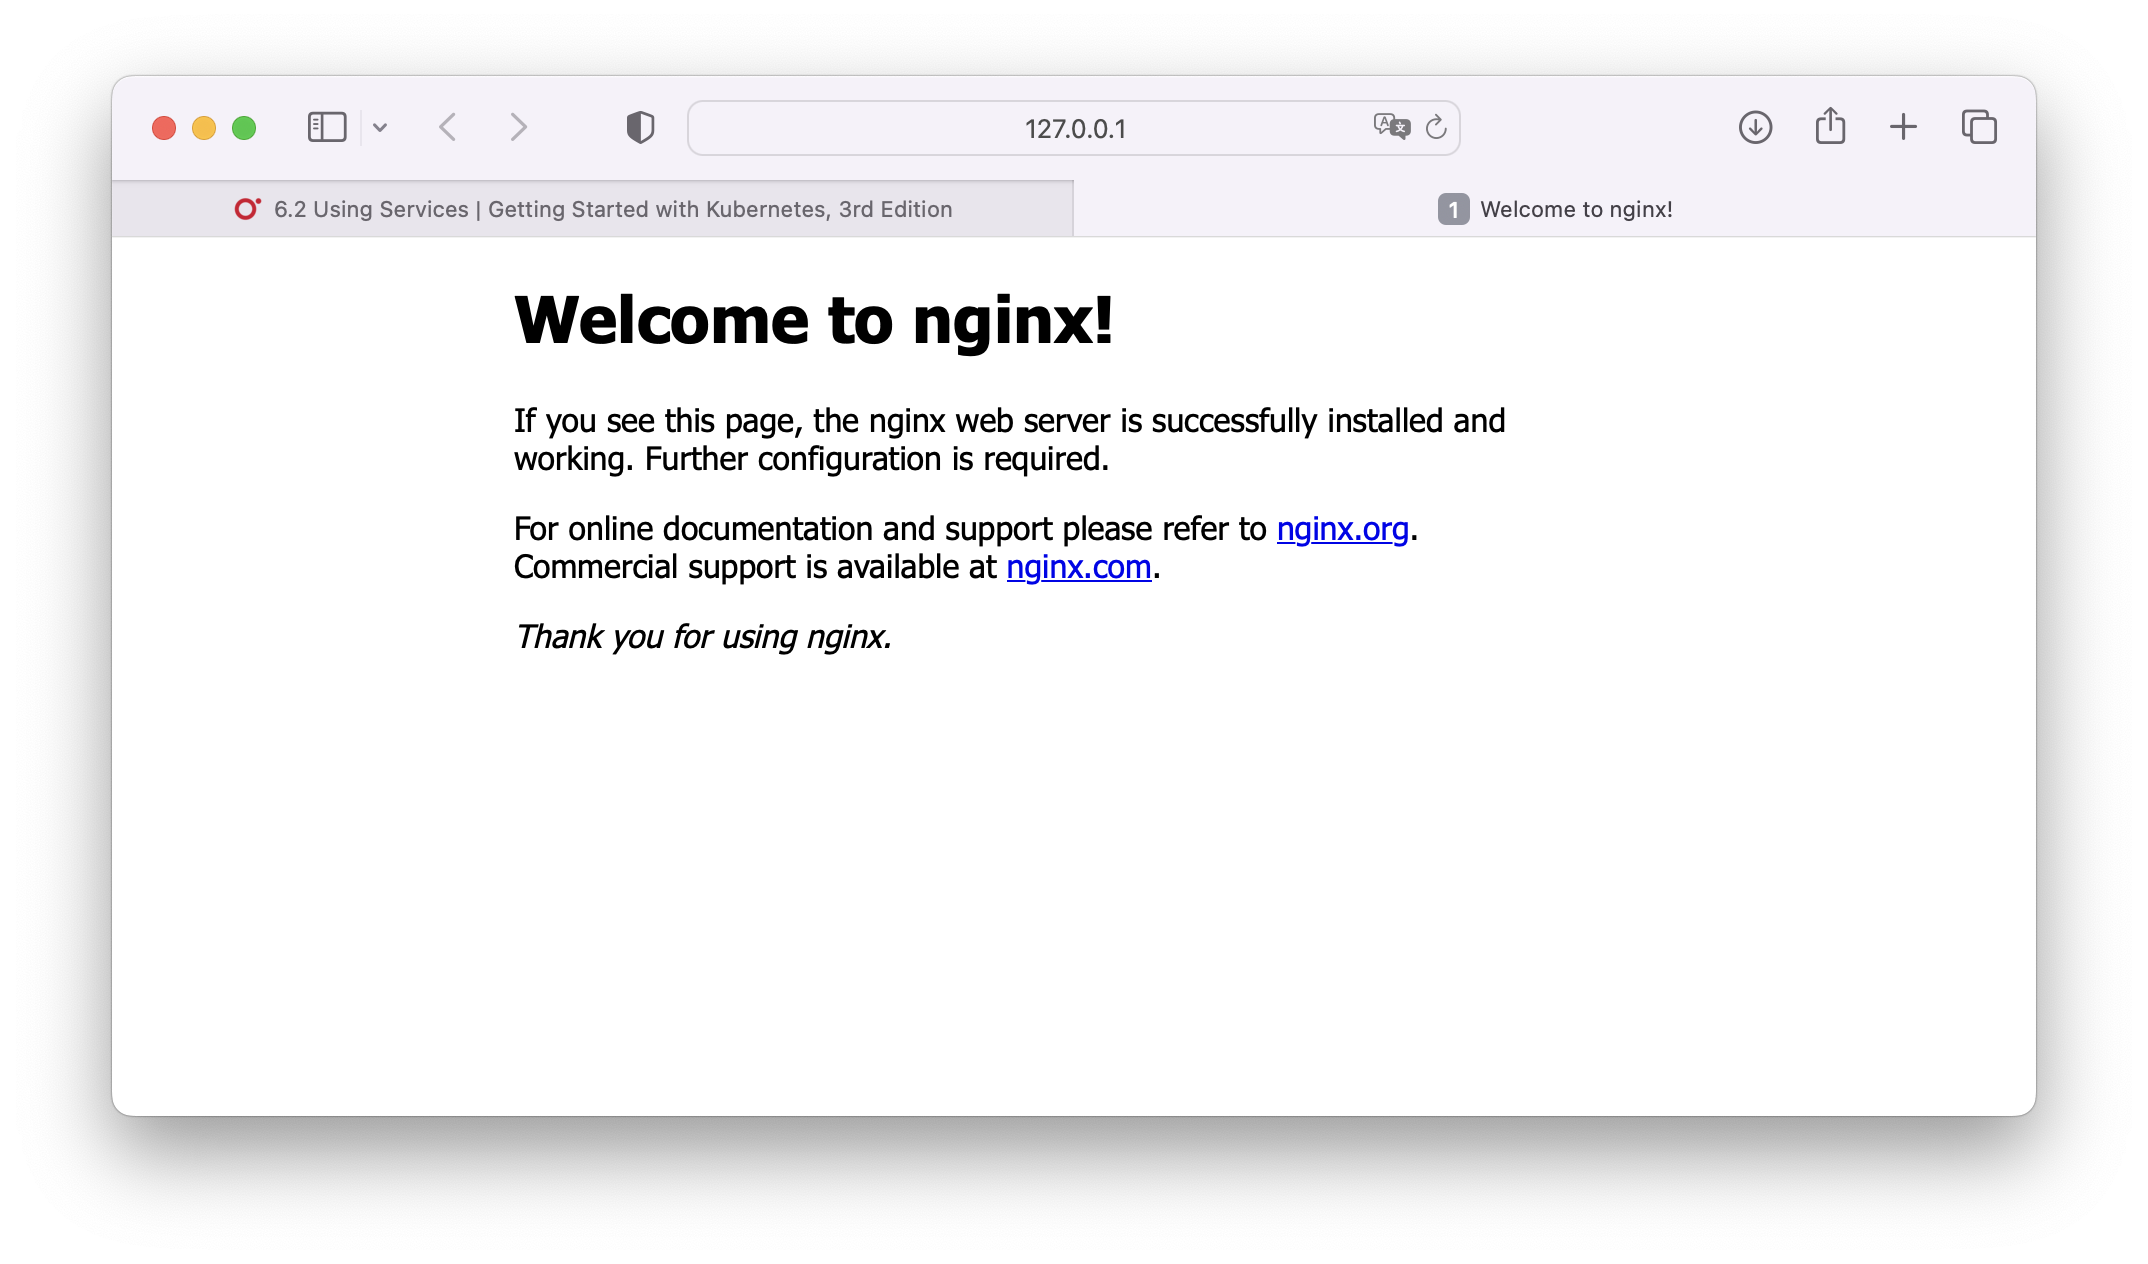 127.0.0.1
6.2 Using Services | Getting Started with Kubernetes, 3rd Edition
1 Welcome to nginx!
Welcome to nginx!
If you see this page, the nginx web server is successfully installed and
working. Further configuration is required.
For online documentation and support please refer to nginx.org.
Commercial support is available at nginx.com.
Thank you for using nginx.